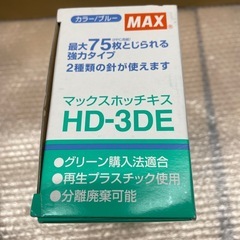 カラー/ブルー
MAX
最大75枚とじられる
強力タイプ
2種類の針が使えます
マックスホッチキス
HD-3DE
●グリーン購入法適合
●再生プラスチック使用
●分離廃棄可能